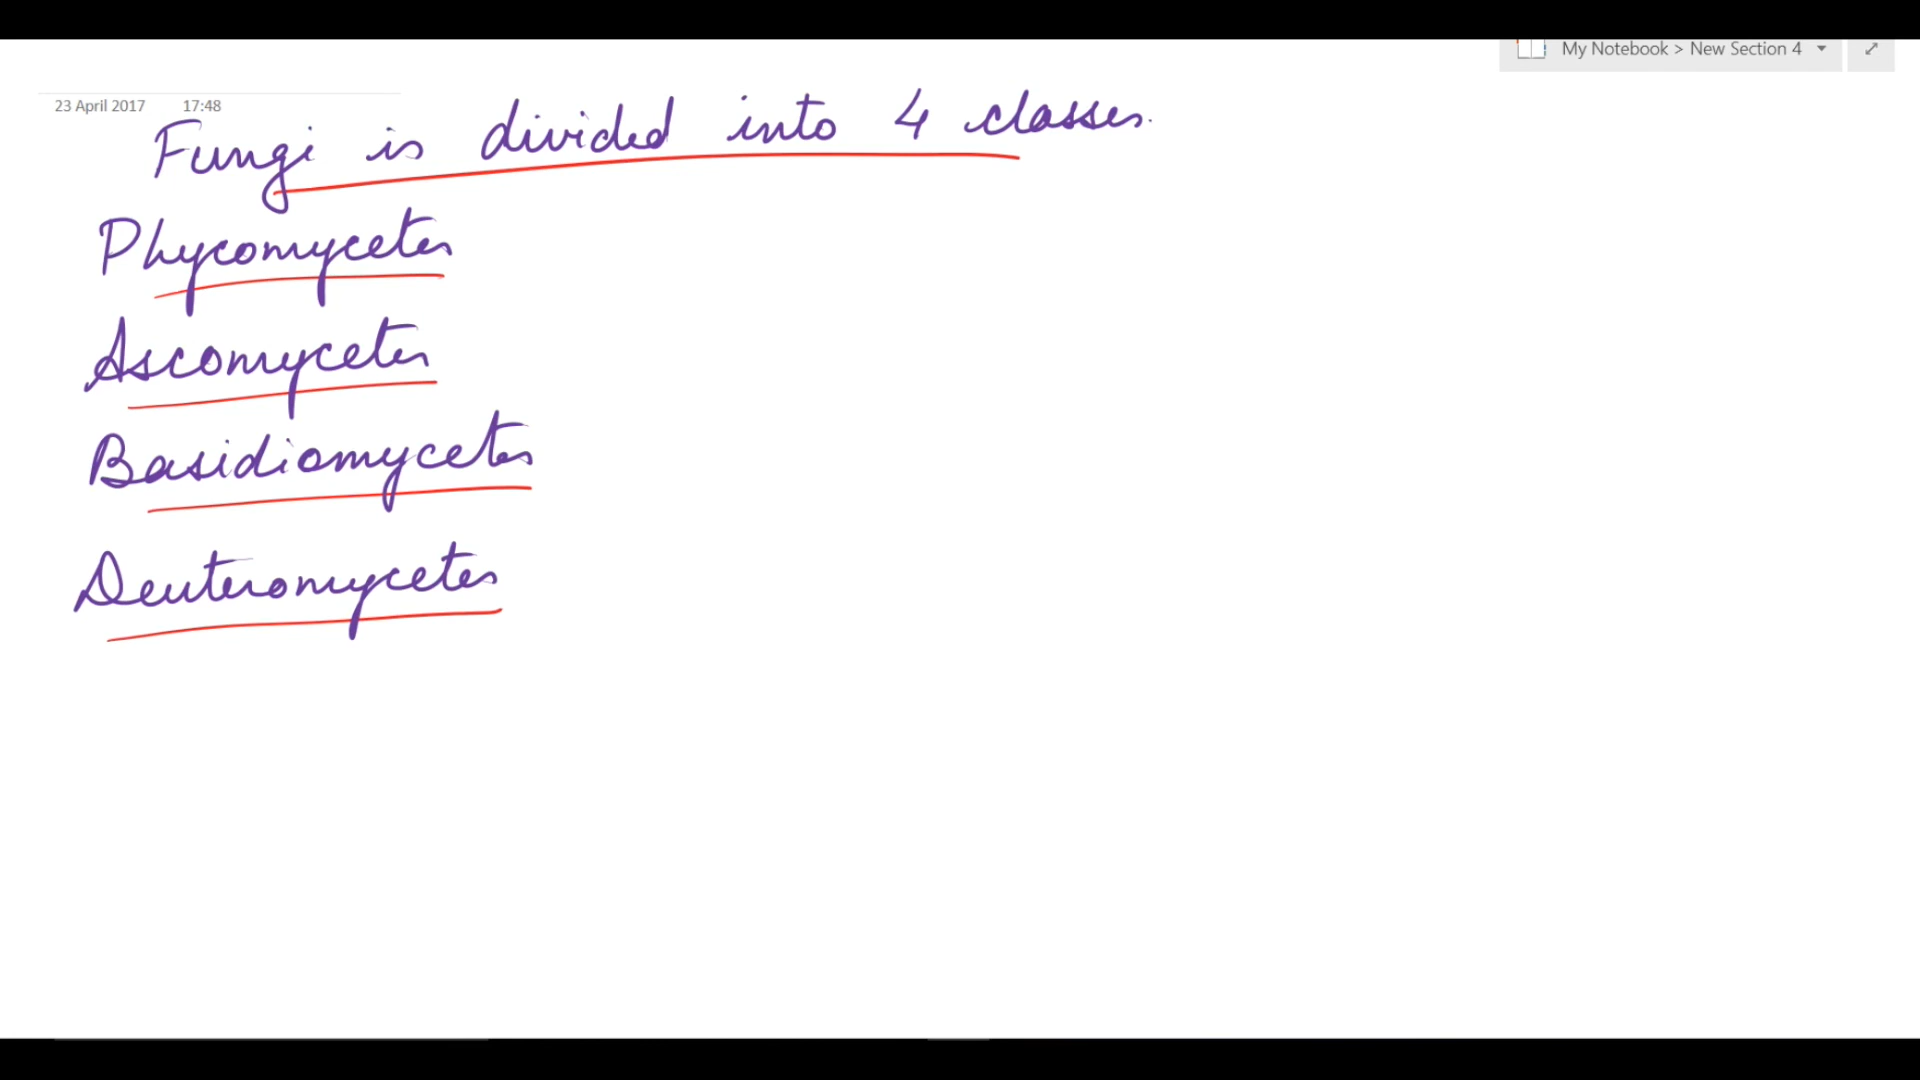 My Notebook > New Section 4
23 April 2017 17:48
Fungi is divided into 4 classes.
Phycomycetes
Ascomycetes
Basidiomycetes
Deuteromycetes